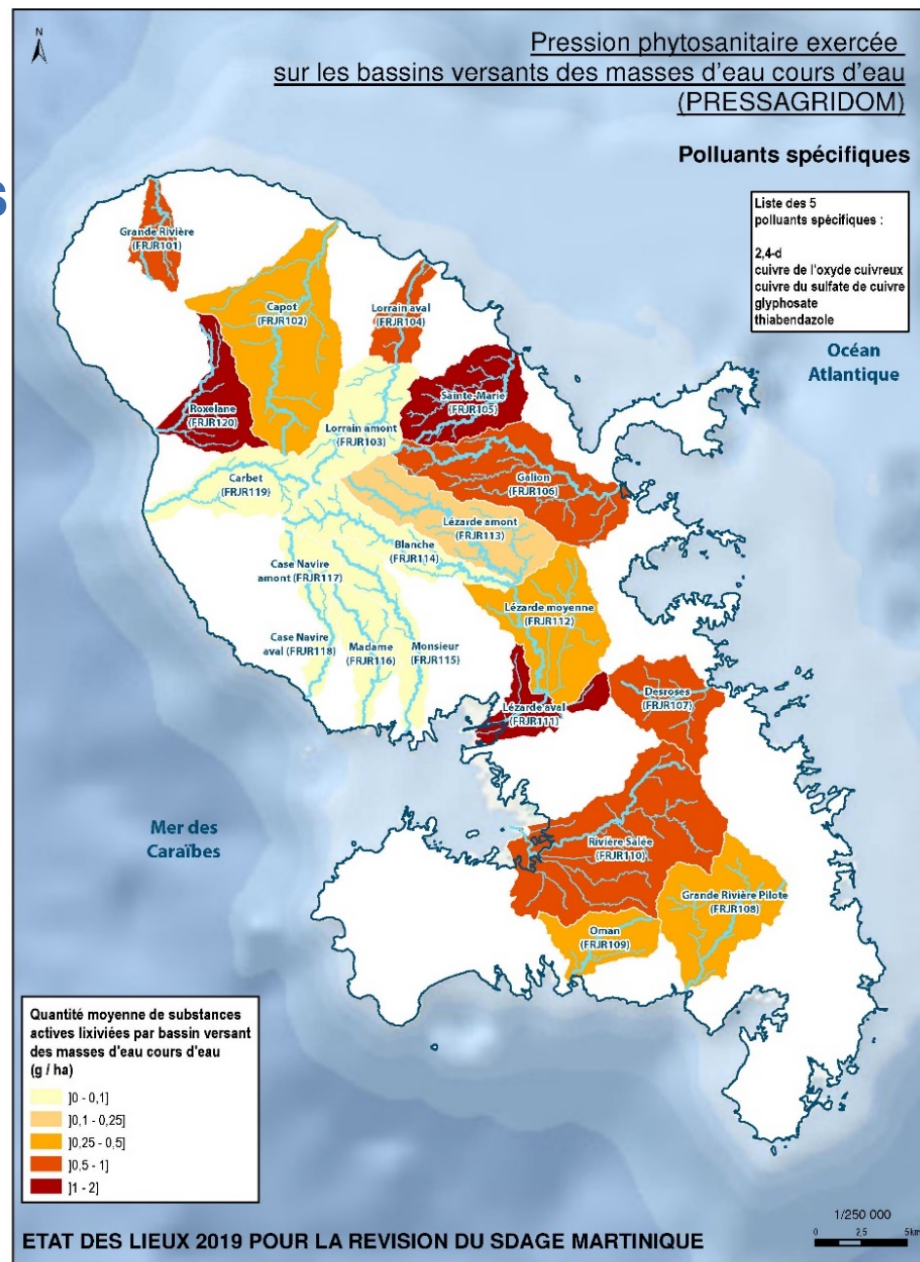 N
Pression phytosanitaire exercée
sur les bassins versants des masses d'eau cours d'eau
(PRESSAGRIDOM)
Polluants spécifiques
Liste des 5
polluants spécifiques :
2,4-d
cuivre de l'oxyde cuivreux
cuivre du sulfate de cuivre
glyphosate
thiabendazole
S
Océan
Atlantique
Grande Rivière
(FRJR101)
Capot
(FRJR102)
Lorrain aval
(FRJR104)
Sainte-Marie
(FRJR105)
Roxelane
(FRJR120)
Lorrain amont
(FRJR103)
Galion
(FRJR106)
Carbet
(FRJR119)
Lézarde amont
(FRJR113)
Blanche
(FRJR114)
Case Navire
amont (FRJR117)
Lézarde moyenne
(FRJR112)
Case Navire
aval (FRJR118)
Madame
(FRJR116)
Monsieur
(FRJR115)
Desroses
(FRJR107)
Lézarde aval
(FRJR111)
Mer des
Caraïbes
Rivière Salée
(FRJR110)
Grande Rivière Pilote
(FRJR108)
Oman
(FRJR109)
Quantité moyenne de substances
actives lixiviées par bassin versant
des masses d'eau cours d'eau
(g / ha)
]0 - 0,1]
]0,1 - 0,25]
]0,25 - 0,5]
]0,5 - 1]
]1 - 2]
1/250 000
0 2,5 5km
ETAT DES LIEUX 2019 POUR LA REVISION DU SDAGE MARTINIQUE